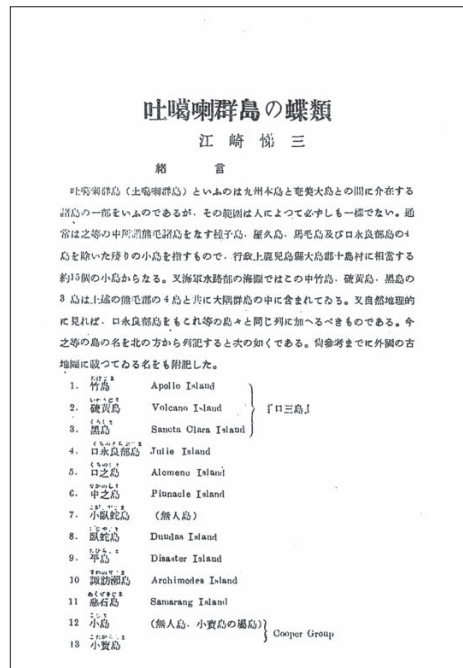 吐噶喇群島の蝶類
江崎悌三
緒言
吐噶喇群島(土噶喇群島)といふのは九州本島と奄美大島との間に介在する
諸島の一部をいふのであるが、その範圍は人によつて必ずしも一樣でない。通
常は之等の中所謂熊毛諸島をなす種子島、屋久島、馬毛島及び口永良部島の4
島を除いた殘りの小島を指すもので、行政上鹿兒島縣大島郡十島村に相當する
約15個の小島からなる。又海軍水路部の海圖ではこの中竹島、硫黃島、黑島の
3島は上述の熊毛郡の4島と共に大隅群島の中に含まれてゐる。又自然地理的
に見れば、口永良部島をもこれ等の島々と同じ列に加へるべきものである。今
之等の島の名を北の方から列記すると次の如くである。尙參考までに外國の古
地圖に載つてゐる名をも附記した。
1. 竹島 Apollo Island
2. 硫黃島 Volcano Island 『口三島』
3. 黑島 Sancta Clara Island
4. 口永良部島 Julie Island
5. 口之島 Alomene Island
6. 中之島 Pinnacle Island
7. 小臥蛇島 (無人島)
8. 臥蛇島 Dundas Island
9. 平島 Disaster Island
10 諏訪瀨島 Archimedes Island
11 惡石島 Samarang Island
12 小島 (無人島、小寶島の屬島) Cooper Group
13 小寶島